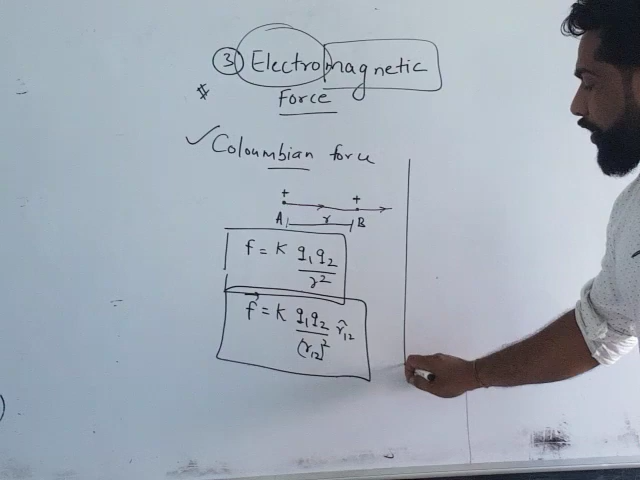 ③ Electromagnetic
Force
✓ Coloumbian force
+ +
A r B
f = K q₁q₂/r²
f⃗ = K q₁q₂/(r₁₂)² r̂₁₂